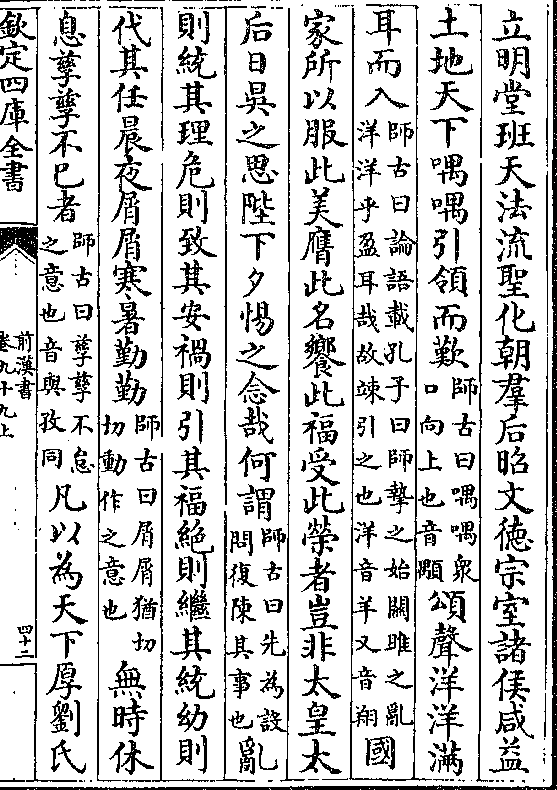 立明堂班天法流聖化朝羣后昭文徳宗室諸侯咸益
土地天下喁喁引領而歎師古曰喁喁衆口向上也音顒頌聲洋洋滿
耳而入師古曰論語載孔子曰師摯之始關雎之亂洋洋乎盈耳哉故竦引之也洋音羊又音翔國
家所以服此美膺此名饗此福受此榮者豈非太皇太
后日吳之思陛下夕惕之念哉何謂師古曰先為設問復陳其事也亂
則統其理危則致其安禍則引其福絶則繼其統幼則
代其任晨夜屑屑寒暑勤勤師古曰屑屑猶切切動作之意也無時休
息孳孳不巳者師古曰孳孳不怠之意也音與孜同凡以為天下厚劉氏
欽定四庫全書
前漢書
卷九十九上
四十二